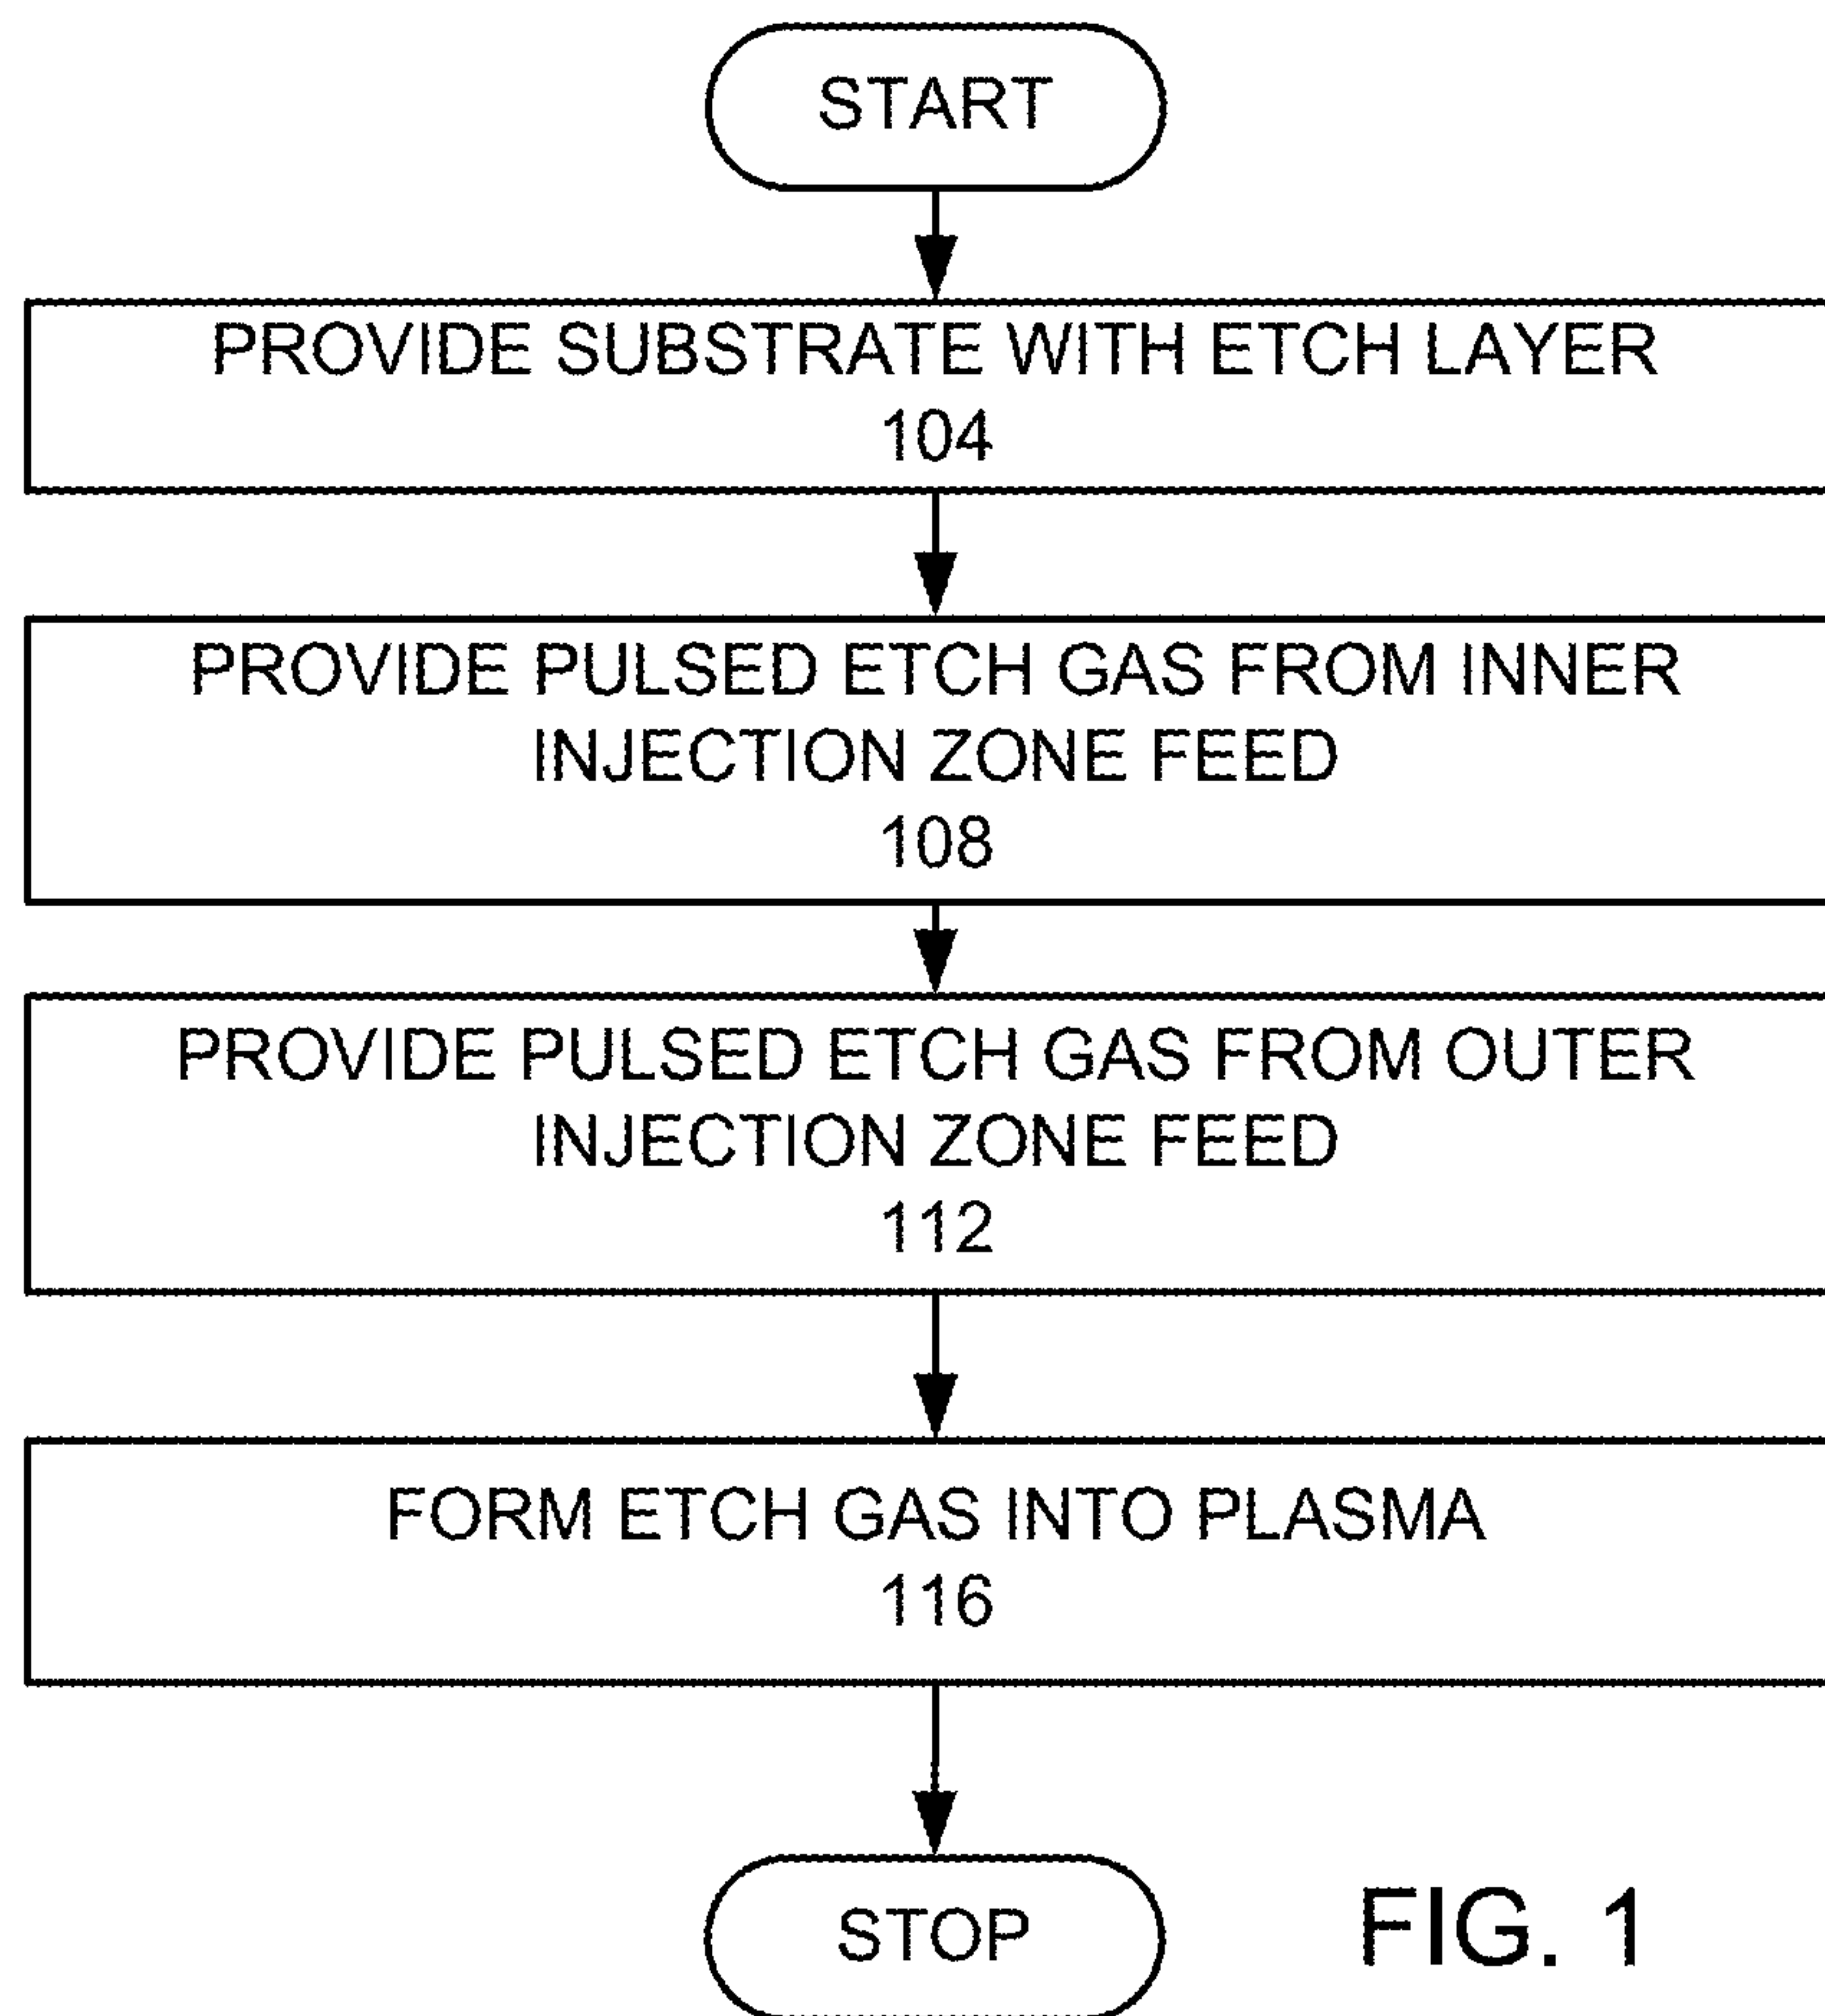 START
PROVIDE SUBSTRATE WITH ETCH LAYER
104
PROVIDE PULSED ETCH GAS FROM INNER
INJECTION ZONE FEED
108
PROVIDE PULSED ETCH GAS FROM OUTER
INJECTION ZONE FEED
112
FORM ETCH GAS INTO PLASMA
116
STOP
FIG. 1